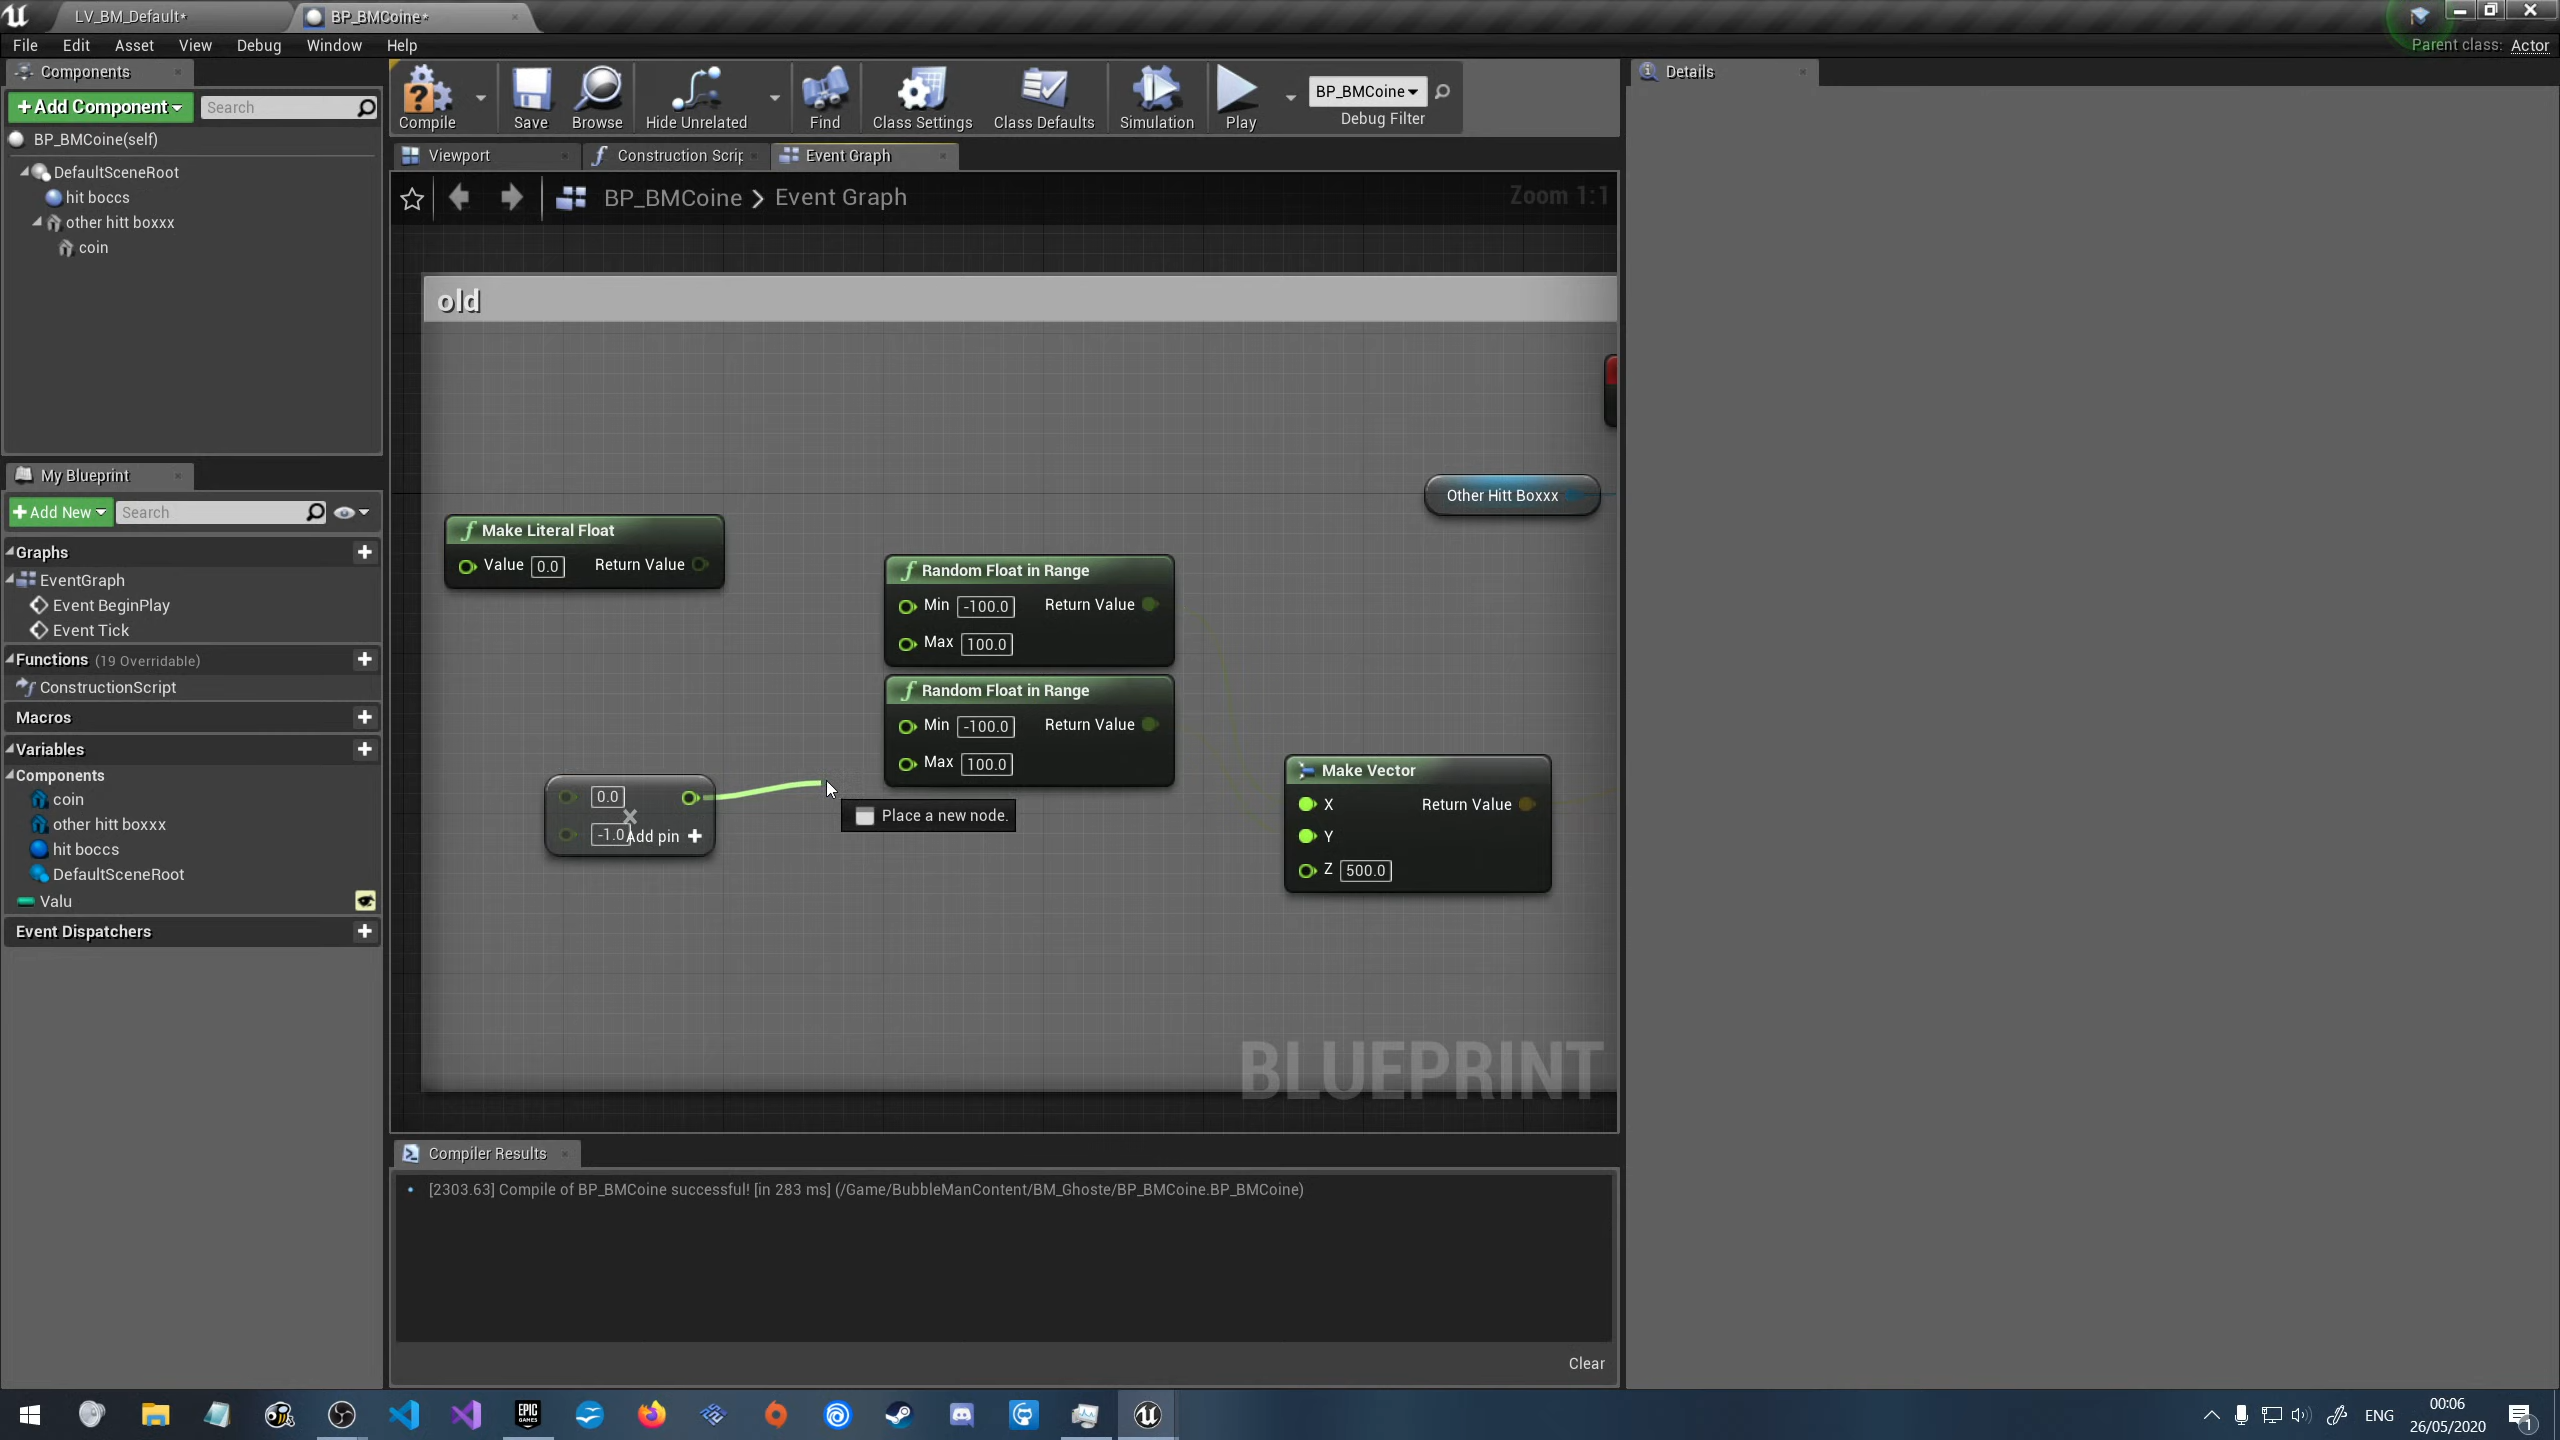 LV_BM_Default*
BP_BMCoine*
File Edit Asset View Debug Window Help
Parent class: Actor
Components
+Add Component
Search
BP_BMCoine(self)
DefaultSceneRoot
hit boccs
other hitt boxxx
coin
Compile
Save
Browse
Hide Unrelated
Find
Class Settings
Class Defaults
Simulation
Play
BP_BMCoine
Debug Filter
Details
Viewport
Construction Scrip
Event Graph
BP_BMCoine > Event Graph
Zoom 1:1
old
Make Literal Float
Value 0.0 Return Value
Random Float in Range
Min -100.0 Return Value
Max 100.0
Random Float in Range
Min -100.0 Return Value
Max 100.0
Other Hitt Boxxx
0.0
-1.0 Add pin +
Place a new node.
Make Vector
X Return Value
Y
Z 500.0
BLUEPRINT
My Blueprint
+Add New
Search
Graphs
EventGraph
Event BeginPlay
Event Tick
Functions (19 Overridable)
ConstructionScript
Macros
Variables
Components
coin
other hitt boxxx
hit boccs
DefaultSceneRoot
Valu
Event Dispatchers
Compiler Results
[2303.63] Compile of BP_BMCoine successful! [in 283 ms] (/Game/BubbleManContent/BM_Ghoste/BP_BMCoine.BP_BMCoine)
Clear
EPIC GAMES
ENG
00:06
26/05/2020
1